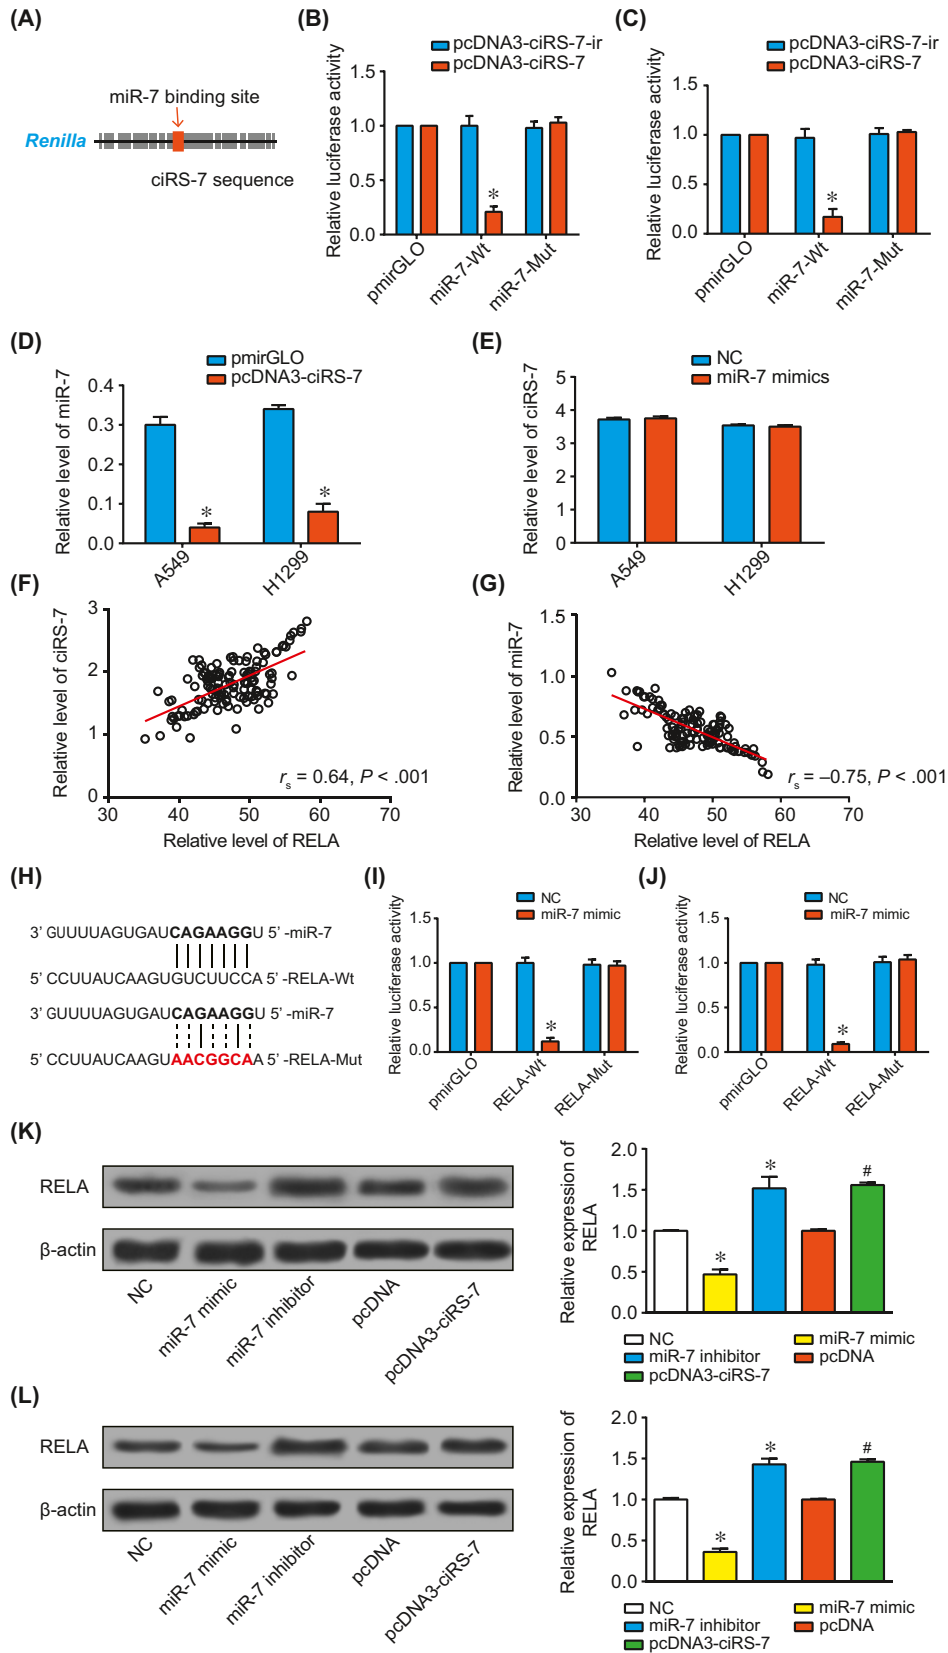 (A)
miR-7 binding site
Renilla
ciRS-7 sequence
(B)
pcDNA3-ciRS-7-ir
pcDNA3-ciRS-7
Relative luciferase activity
1.5
1.0
0.5
0.0
*
pmirGLO
miR-7-Wt
miR-7-Mut
(C)
pcDNA3-ciRS-7-ir
pcDNA3-ciRS-7
Relative luciferase activity
1.5
1.0
0.5
0.0
*
pmirGLO
miR-7-Wt
miR-7-Mut
(D)
pmirGLO
pcDNA3-ciRS-7
Relative level of miR-7
0.4
0.3
0.2
0.1
0.0
*
*
A549
H1299
(E)
NC
miR-7 mimics
Relative level of ciRS-7
5
4
3
2
1
0
A549
H1299
(F)
Relative level of ciRS-7
3
2
1
0
rs = 0.64, P < .001
30
40
50
60
70
Relative level of RELA
(G)
Relative level of miR-7
1.5
1.0
0.5
0.0
rs = –0.75, P < .001
30
40
50
60
70
Relative level of RELA
(H)
3’ GUUUUAGUGAUCAGAAGGU 5’ -miR-7
5’ CCUUAUCAAGUGUCUUCCA 5’ -RELA-Wt
3’ GUUUUAGUGAUCAGAAGGU 5’ -miR-7
5’ CCUUAUCAAGUAACGGCAA 5’ -RELA-Mut
(I)
NC
miR-7 mimic
Relative luciferase activity
1.5
1.0
0.5
0.0
*
pmirGLO
RELA-Wt
RELA-Mut
(J)
NC
miR-7 mimic
Relative luciferase activity
1.5
1.0
0.5
0.0
*
pmirGLO
RELA-Wt
RELA-Mut
(K)
RELA
β-actin
NC
miR-7 mimic
miR-7 inhibitor
pcDNA
pcDNA3-ciRS-7
Relative expression of
RELA
2.0
1.5
1.0
0.5
0.0
*
*
#
NC
miR-7 mimic
miR-7 inhibitor
pcDNA
pcDNA3-ciRS-7
(L)
RELA
β-actin
NC
miR-7 mimic
miR-7 inhibitor
pcDNA
pcDNA3-ciRS-7
Relative expression of
RELA
2.0
1.5
1.0
0.5
0.0
*
*
#
NC
miR-7 mimic
miR-7 inhibitor
pcDNA
pcDNA3-ciRS-7